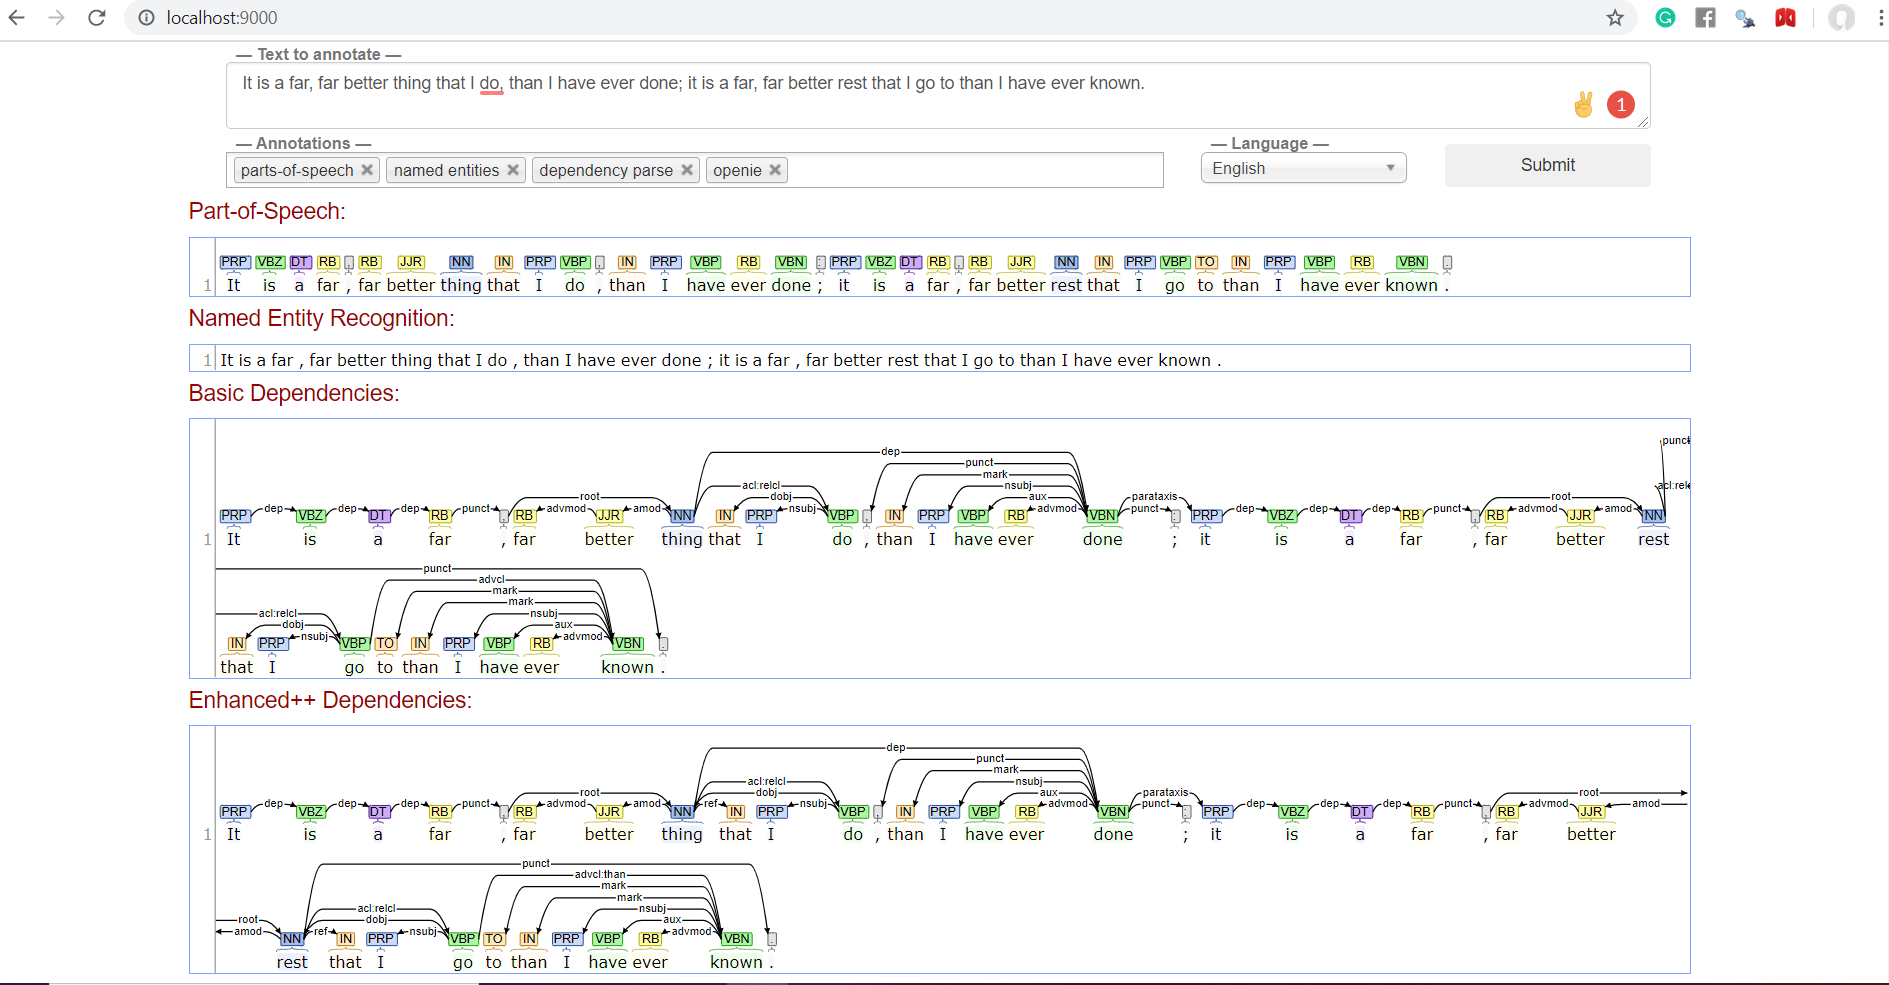 localhost:9000
— Text to annotate —
It is a far, far better thing that I do, than I have ever done; it is a far, far better rest that I go to than I have ever known.
1
— Annotations —
— Language —
parts-of-speech × named entities × dependency parse × openie ×
English
Submit
Part-of-Speech:
PRP VBZ DT RB , RB JJR NN IN PRP VBP , IN PRP VBP RB VBN : PRP VBZ DT RB , RB JJR NN IN PRP VBP TO IN PRP VBP RB VBN .
1 It is a far , far better thing that I do , than I have ever done ; it is a far , far better rest that I go to than I have ever known .
Named Entity Recognition:
1 It is a far , far better thing that I do , than I have ever done ; it is a far , far better rest that I go to than I have ever known .
Basic Dependencies:
punct
dep
punct
mark
acl:relcl nsubj acl:rel
root dobj aux parataxis root
dep dep dep punct advmod amod nsubj advmod punct dep dep dep punct advmod amod
PRP VBZ DT RB , RB JJR NN IN PRP VBP , IN PRP VBP RB VBN : PRP VBZ DT RB , RB JJR NN
1 It is a far , far better thing that I do , than I have ever done ; it is a far , far better rest
punct
advcl
mark
mark
acl:relcl nsubj
dobj aux
nsubj advmod
IN PRP VBP TO IN PRP VBP RB VBN .
that I go to than I have ever known .
Enhanced++ Dependencies:
dep
punct
mark
acl:relcl nsubj
root dobj aux parataxis root
dep dep dep punct advmod amod ref nsubj advmod punct dep dep dep punct advmod amod
PRP VBZ DT RB , RB JJR NN IN PRP VBP , IN PRP VBP RB VBN : PRP VBZ DT RB , RB JJR
1 It is a far , far better thing that I do , than I have ever done ; it is a far , far better
punct
advcl:than
mark
mark
acl:relcl nsubj
root dobj aux
amod ref nsubj advmod
NN IN PRP VBP TO IN PRP VBP RB VBN .
rest that I go to than I have ever known .